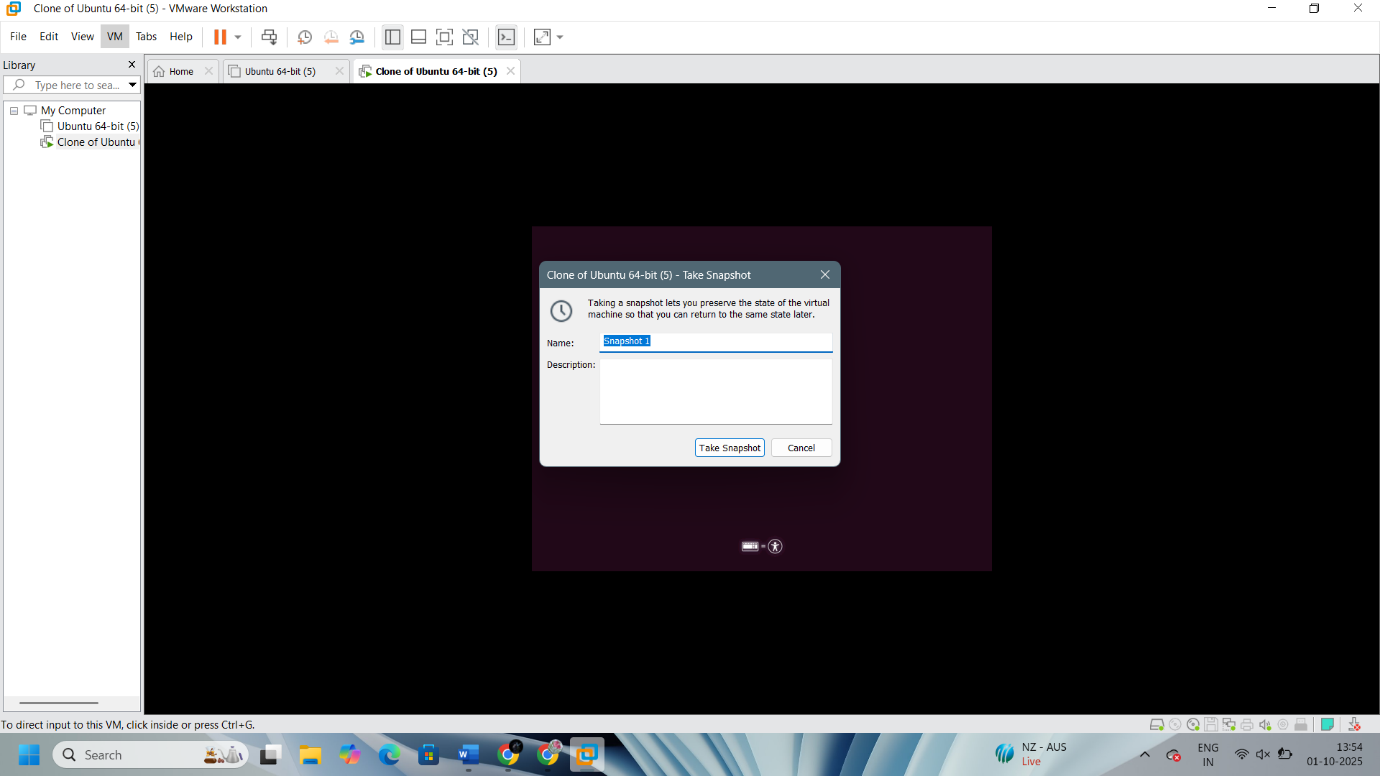 Clone of Ubuntu 64-bit (5) - VMware Workstation
File Edit View VM Tabs Help
Library
Type here to sea...
Home
Ubuntu 64-bit (5)
Clone of Ubuntu 64-bit (5)
My Computer
Ubuntu 64-bit (5)
Clone of Ubuntu
Clone of Ubuntu 64-bit (5) - Take Snapshot
Taking a snapshot lets you preserve the state of the virtual
machine so that you can return to the same state later.
Name:
Snapshot 1
Description:
Take Snapshot
Cancel
To direct input to this VM, click inside or press Ctrl+G.
Search
NZ - AUS
Live
ENG
IN
13:54
01-10-2025